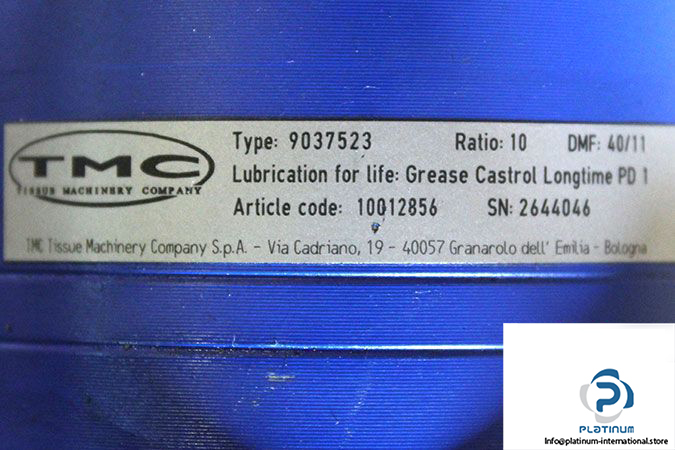 TMC
TISSUE MACHINERY COMPANY
Type: 9037523 Ratio: 10 DMF: 40/11
Lubrication for life: Grease Castrol Longtime PD 1
Article code: 10012856 SN: 2644046
TMC Tissue Machinery Company S.p.A. - Via Cadriano, 19 - 40057 Granarolo dell' Emilia - Bologna
PLATINUM
Info@platinum-international.store